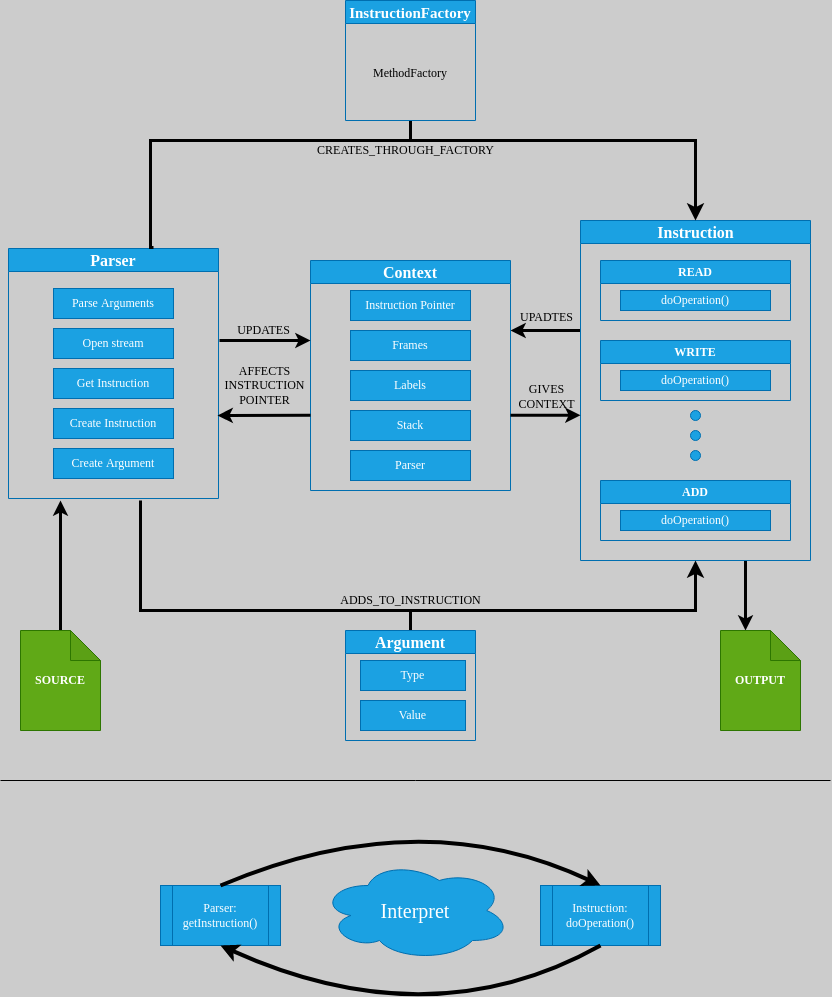 InstructionFactory
MethodFactory
CREATES_THROUGH_FACTORY
Parser
Parse Arguments
Open stream
Get Instruction
Create Instruction
Create Argument
UPDATES
AFFECTS
INSTRUCTION
POINTER
Context
Instruction Pointer
Frames
Labels
Stack
Parser
UPADTES
GIVES
CONTEXT
Instruction
READ
doOperation()
WRITE
doOperation()
ADD
doOperation()
ADDS_TO_INSTRUCTION
SOURCE
Argument
Type
Value
OUTPUT
Parser:
getInstruction()
Interpret
Instruction:
doOperation()